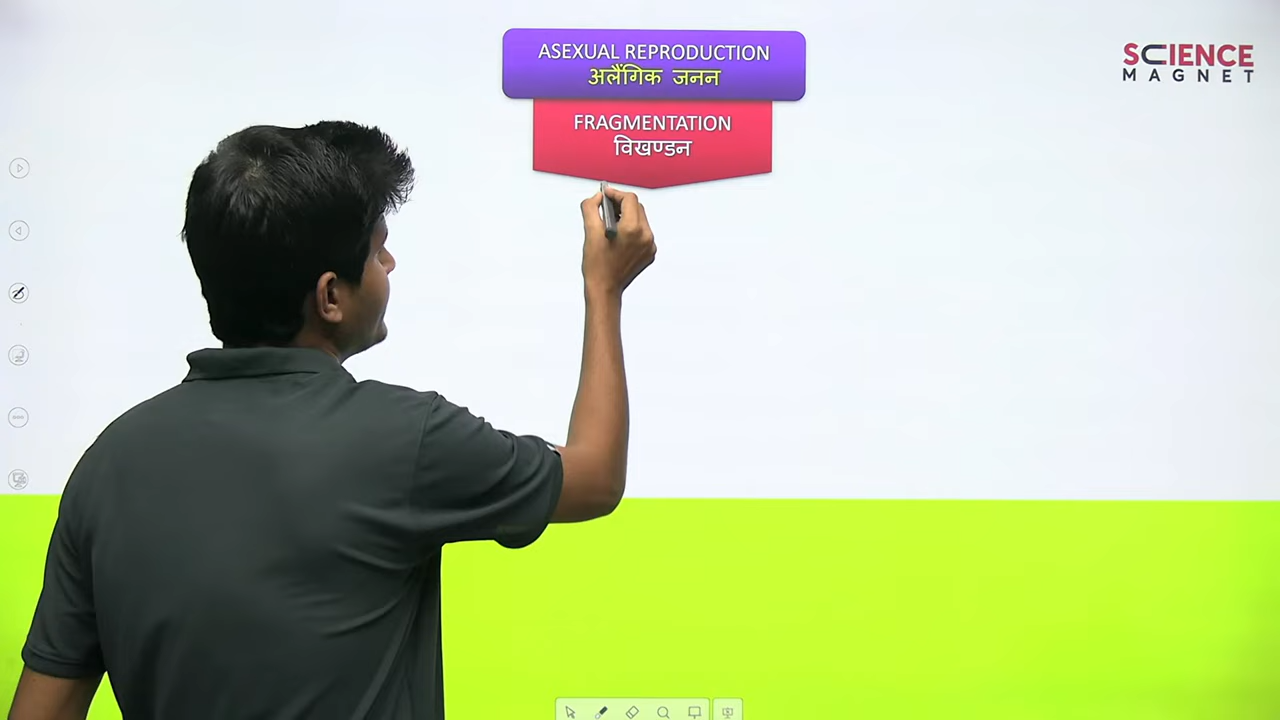 ASEXUAL REPRODUCTION
अलैंगिक जनन
FRAGMENTATION
विखण्डन
SCIENCE
MAGNET